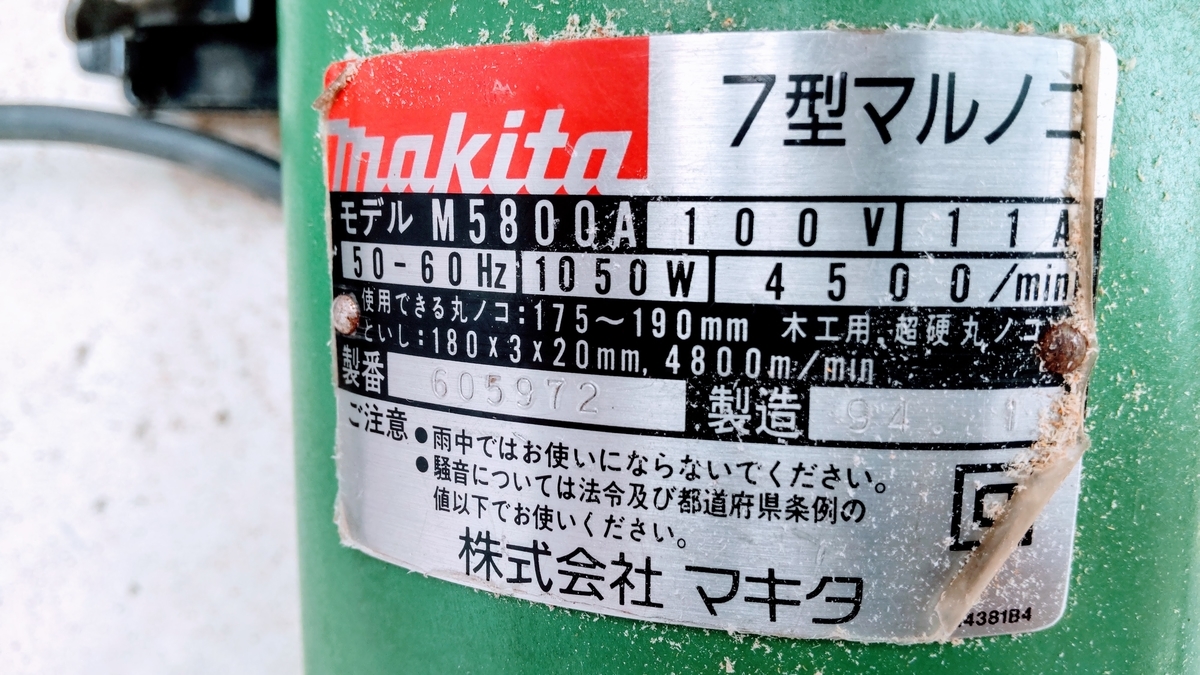 makita
7型マルノコ
モデル M5800A 100V 11A
50-60Hz 1050W 4500/min
使用できる丸ノコ:175～190mm 木工用、超硬丸ノコ
といし:180×3×20mm, 4800m/min
製番 605972 製造 94. 1
ご注意 ●雨中ではお使いにならないでください。
●騒音については法令及び都道府県条例の
値以下でお使いください。
株式会社 マキタ
4381B4